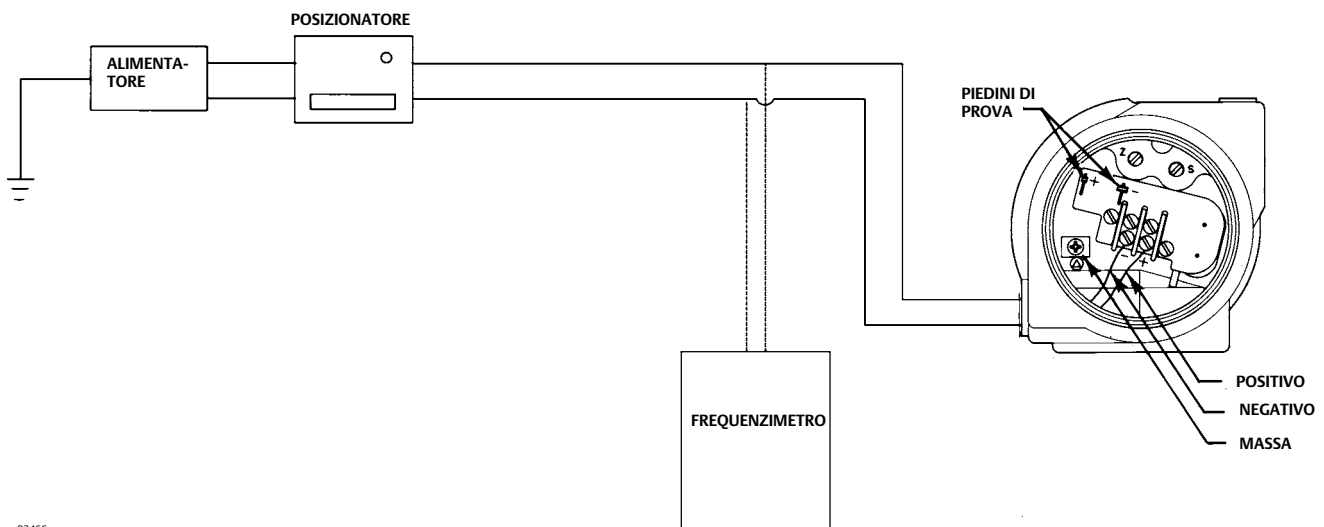 POSIZIONATORE
ALIMENTA-
TORE
PIEDINI DI
PROVA
Z
S
+
-
-
+
POSITIVO
NEGATIVO
MASSA
FREQUENZIMETRO